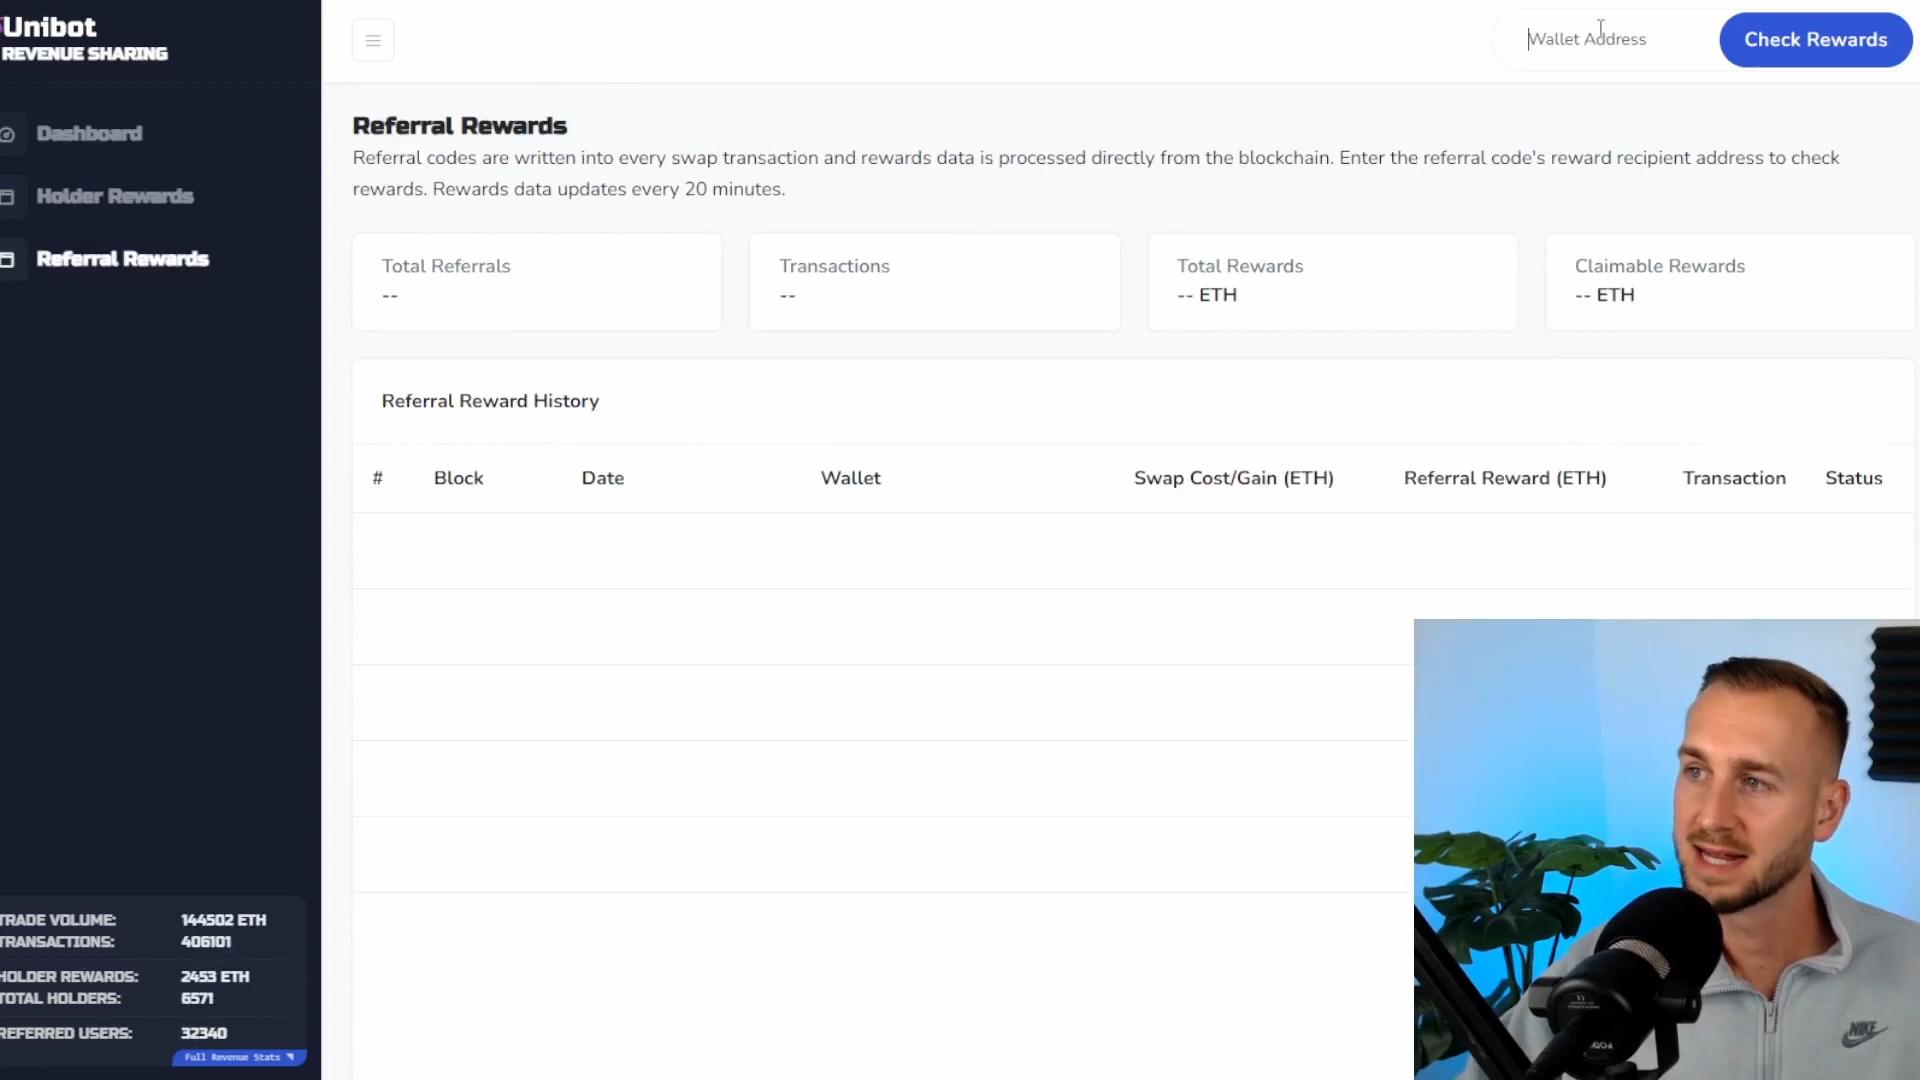 Unibot
REVENUE SHARING
Wallet Address
Check Rewards
Dashboard
Holder Rewards
Referral Rewards
Referral Rewards
Referral codes are written into every swap transaction and rewards data is processed directly from the blockchain. Enter the referral code's reward recipient address to check
rewards. Rewards data updates every 20 minutes.
Total Referrals
--
Transactions
--
Total Rewards
-- ETH
Claimable Rewards
-- ETH
Referral Reward History
# Block Date Wallet Swap Cost/Gain (ETH) Referral Reward (ETH) Transaction Status
TRADE VOLUME: 144502 ETH
TRANSACTIONS: 406101
HOLDER REWARDS: 2453 ETH
TOTAL HOLDERS: 6571
REFERRED USERS: 32340
Full Revenue Stats
NIKE